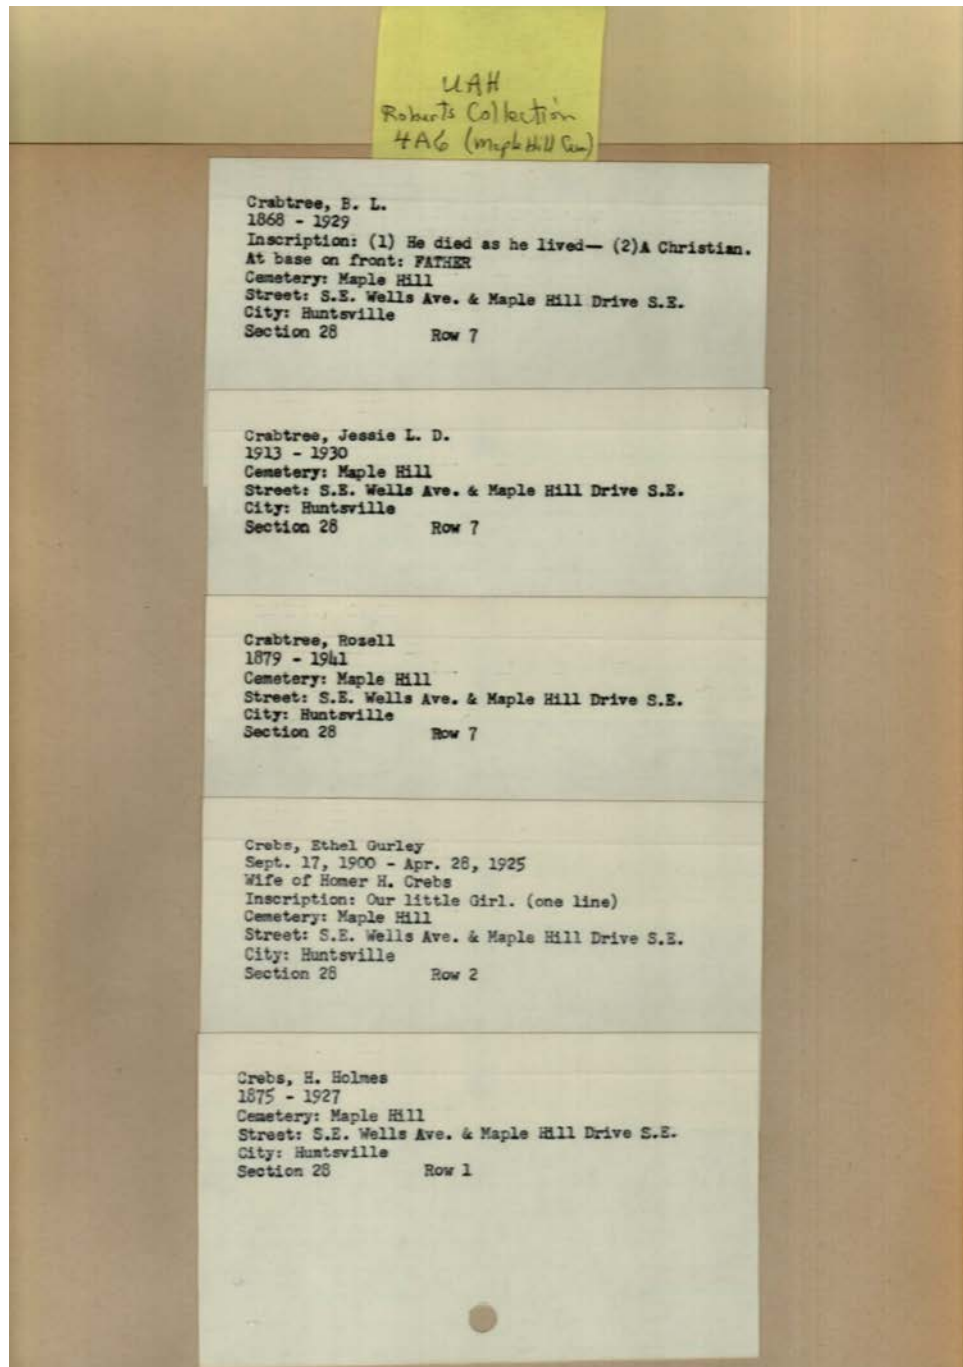 UAH
Roberts Collection
4A6 (Maple Hill Cem)
Crabtree, B. L.
1868 - 1929
Inscription: (1) He died as he lived— (2)A Christian.
At base on front: FATHER
Cemetery: Maple Hill
Street: S.E. Wells Ave. & Maple Hill Drive S.E.
City: Huntsville
Section 28 Row 7
Crabtree, Jessie L. D.
1913 - 1930
Cemetery: Maple Hill
Street: S.E. Wells Ave. & Maple Hill Drive S.E.
City: Huntsville
Section 28 Row 7
Crabtree, Rozell
1879 - 1941
Cemetery: Maple Hill
Street: S.E. Wells Ave. & Maple Hill Drive S.E.
City: Huntsville
Section 28 Row 7
Crebs, Ethel Gurley
Sept. 17, 1900 - Apr. 28, 1925
Wife of Homer H. Crebs
Inscription: Our little Girl. (one line)
Cemetery: Maple Hill
Street: S.E. Wells Ave. & Maple Hill Drive S.E.
City: Huntsville
Section 28 Row 2
Crebs, H. Holmes
1875 - 1927
Cemetery: Maple Hill
Street: S.E. Wells Ave. & Maple Hill Drive S.E.
City: Huntsville
Section 28 Row 1